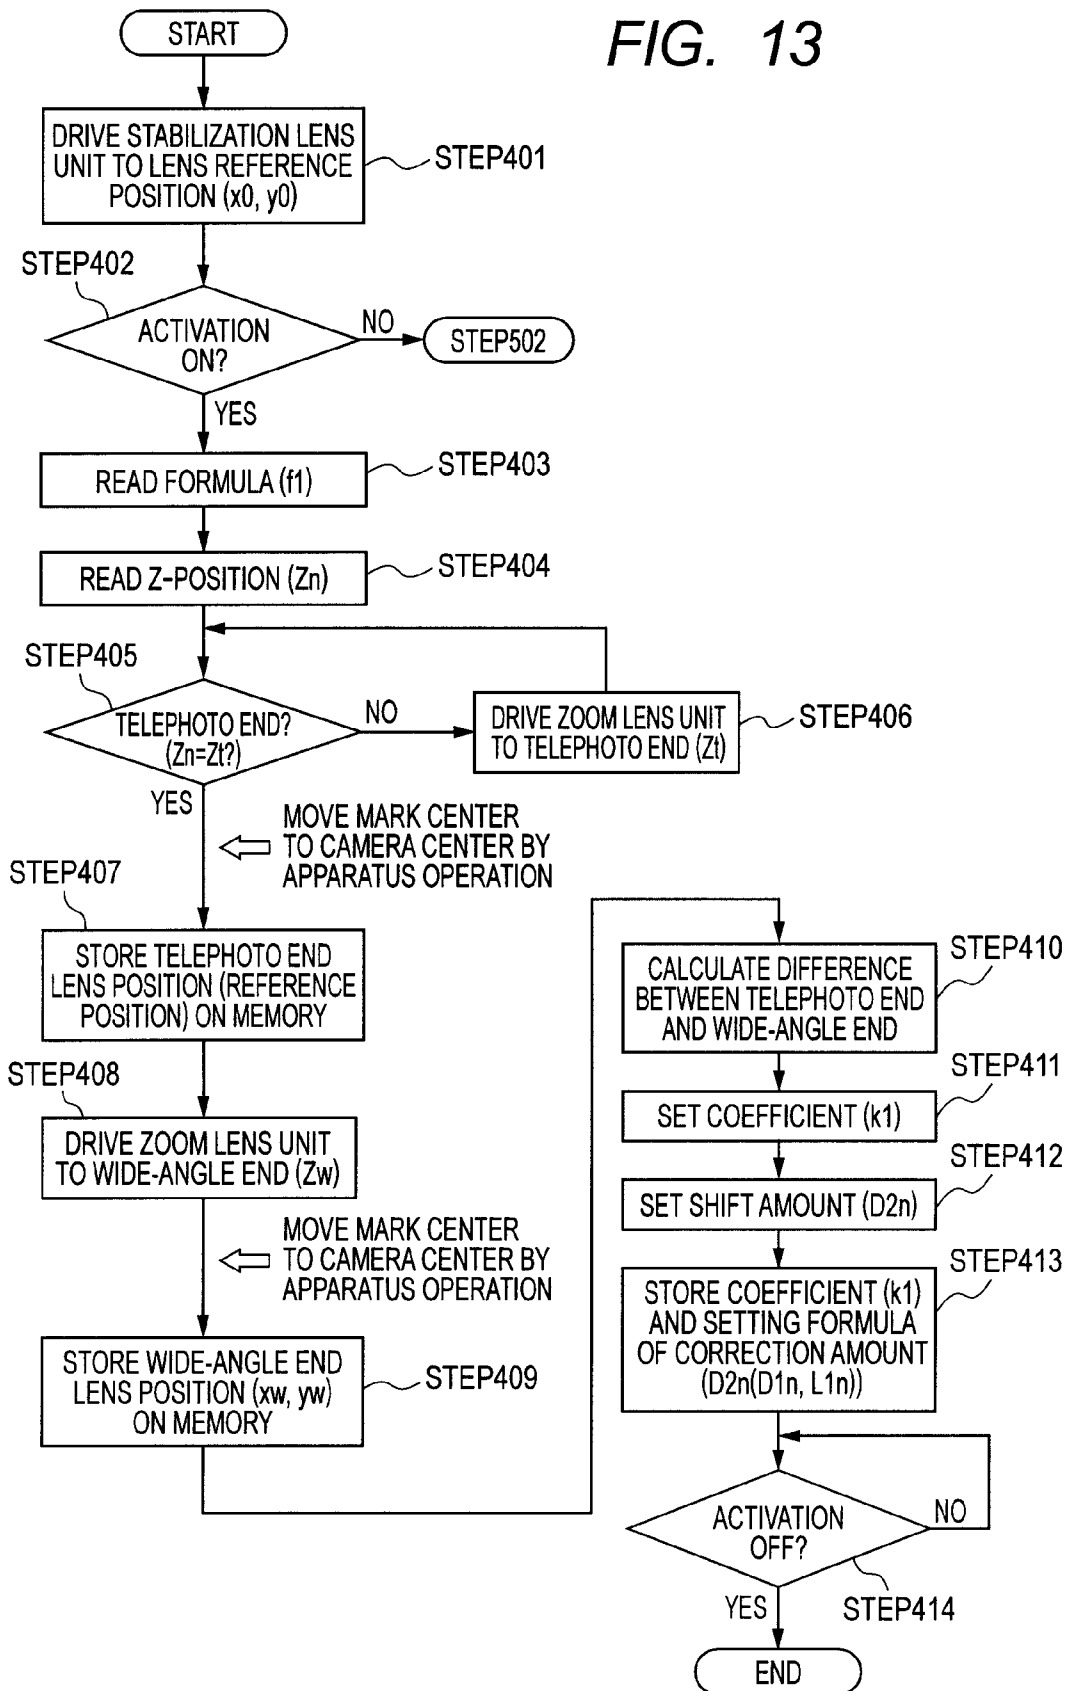 FIG. 13
START
DRIVE STABILIZATION LENS
UNIT TO LENS REFERENCE
POSITION (x0, y0)
STEP401
STEP402
ACTIVATION
ON?
NO
STEP502
YES
READ FORMULA (f1)
STEP403
READ Z-POSITION (Zn)
STEP404
STEP405
TELEPHOTO END?
(Zn=Zt?)
NO
DRIVE ZOOM LENS UNIT
TO TELEPHOTO END (Zt)
STEP406
YES
MOVE MARK CENTER
TO CAMERA CENTER BY
APPARATUS OPERATION
STEP407
STORE TELEPHOTO END
LENS POSITION (REFERENCE
POSITION) ON MEMORY
STEP408
DRIVE ZOOM LENS UNIT
TO WIDE-ANGLE END (Zw)
MOVE MARK CENTER
TO CAMERA CENTER BY
APPARATUS OPERATION
STORE WIDE-ANGLE END
LENS POSITION (xw, yw)
ON MEMORY
STEP409
STEP410
CALCULATE DIFFERENCE
BETWEEN TELEPHOTO END
AND WIDE-ANGLE END
STEP411
SET COEFFICIENT (k1)
STEP412
SET SHIFT AMOUNT (D2n)
STEP413
STORE COEFFICIENT (k1)
AND SETTING FORMULA
OF CORRECTION AMOUNT
(D2n(D1n, L1n))
ACTIVATION
OFF?
NO
STEP414
YES
END